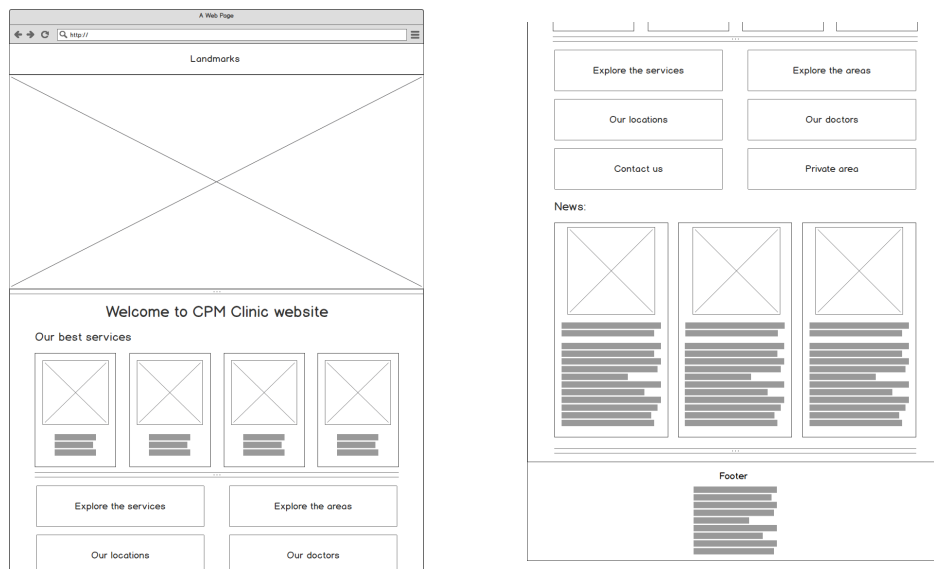 A Web Page
http://
Landmarks
Welcome to CPM Clinic website
Our best services
Explore the services
Explore the areas
Our locations
Our doctors
Explore the services
Explore the areas
Our locations
Our doctors
Contact us
Private area
News:
Footer